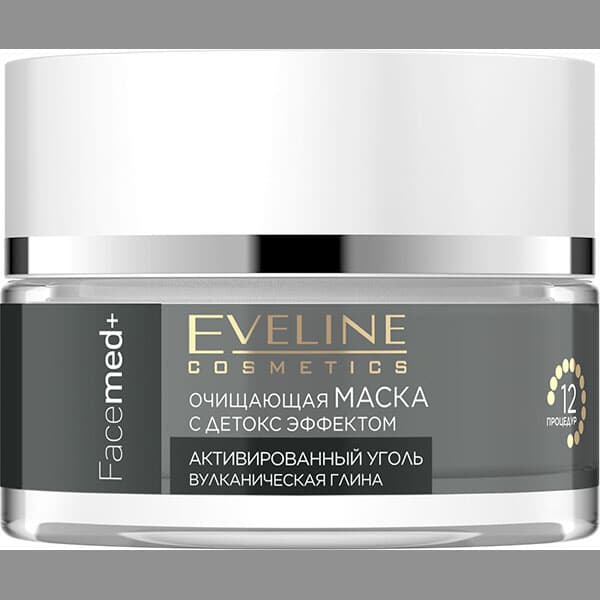 Facemed+
EVELINE
COSMETICS
ОЧИЩАЮЩАЯ МАСКА
С ДЕТОКС ЭФФЕКТОМ
АКТИВИРОВАННЫЙ УГОЛЬ
ВУЛКАНИЧЕСКАЯ ГЛИНА
12
ПРОЦЕДУР